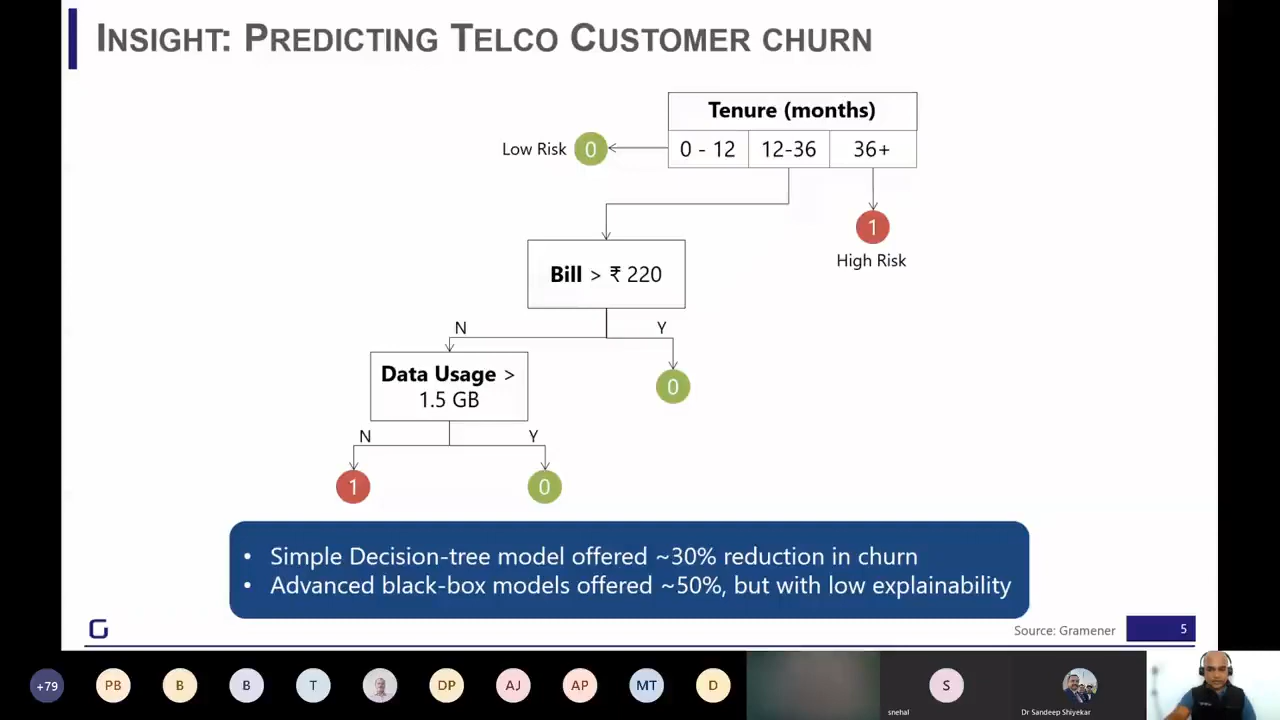 INSIGHT: PREDICTING TELCO CUSTOMER CHURN
Tenure (months)
Low Risk 0 0 - 12 12-36 36+
1
High Risk
Bill > ₹ 220
N Y
Data Usage >
1.5 GB
0
N Y
1 0
• Simple Decision-tree model offered ~30% reduction in churn
• Advanced black-box models offered ~50%, but with low explainability
G
Source: Gramener 5
+79 PB B B T DP AJ AP MT D S
snehal Dr Sandeep Shiyekar